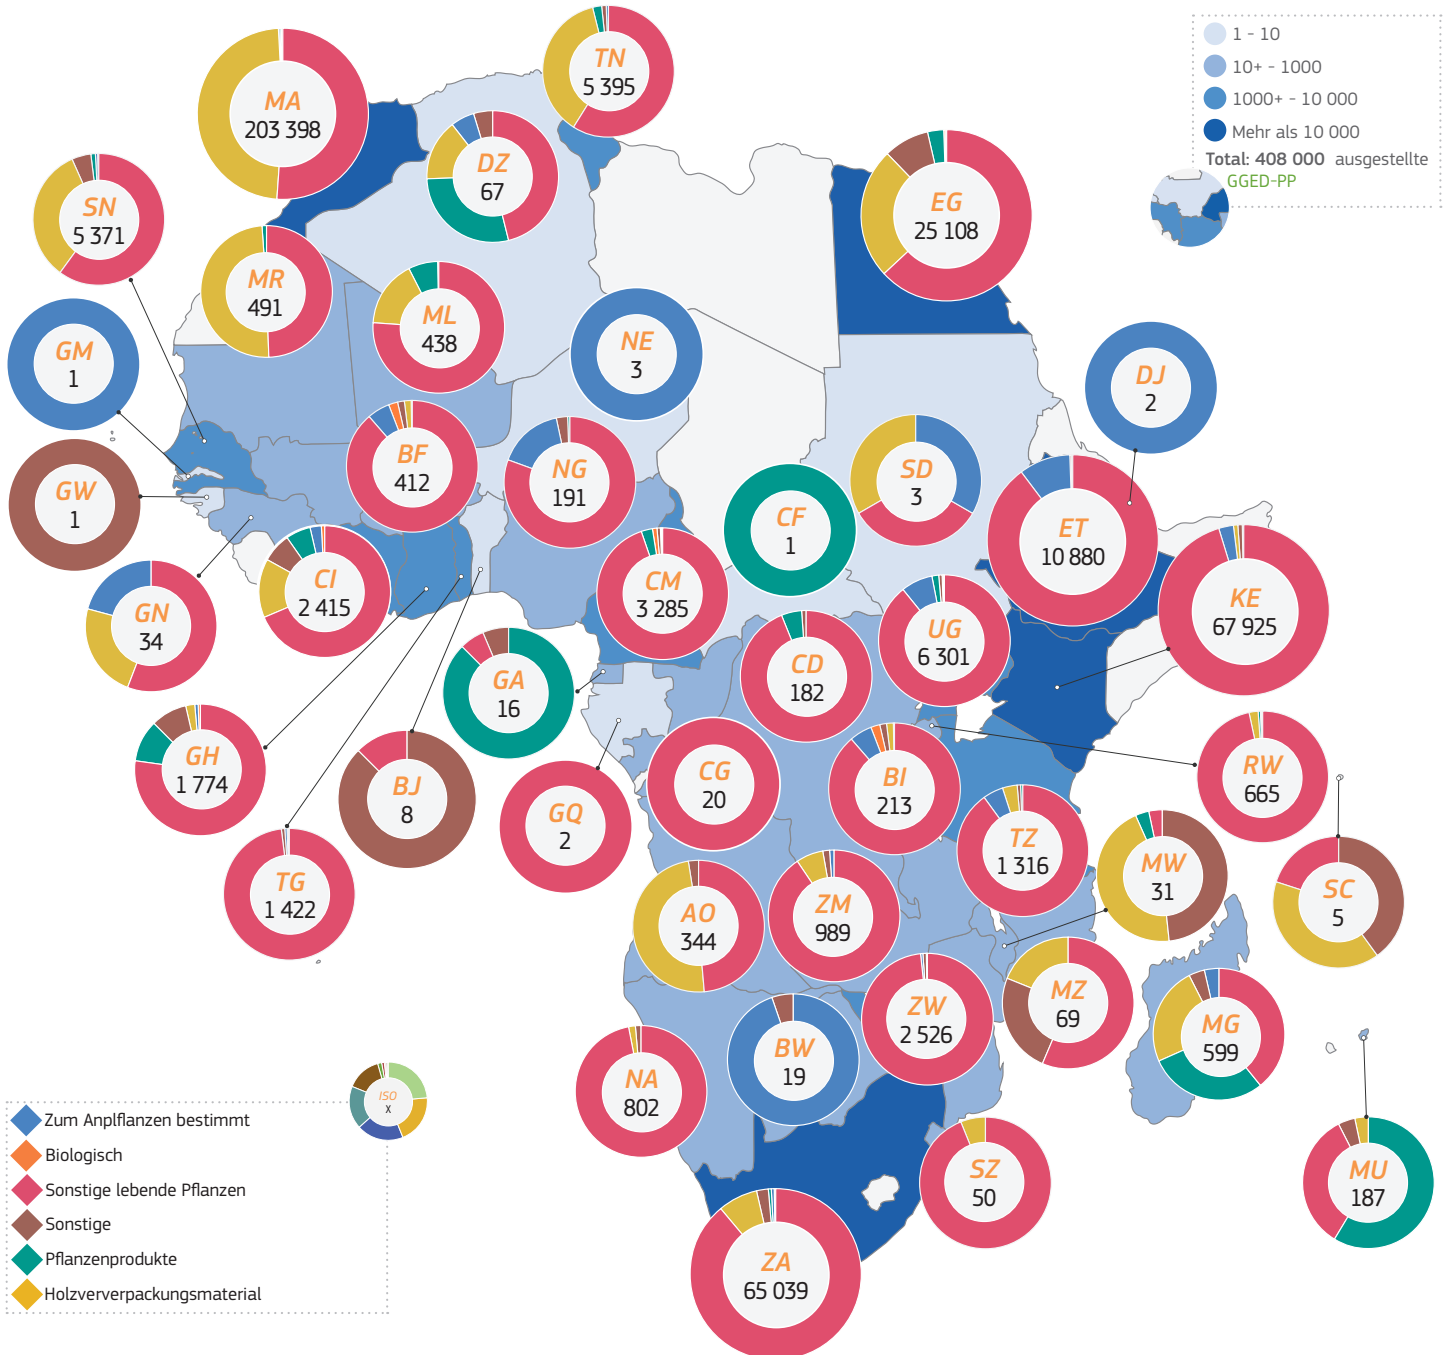 1 - 10
10+ - 1000
1000+ - 10 000
Mehr als 10 000
Total: 408 000 ausgestellte
GGED-PP
TN
5 395
MA
203 398
DZ
67
EG
25 108
SN
5 371
MR
491
ML
438
NE
3
GM
1
DJ
2
BF
412
NG
191
SD
3
GW
1
CF
1
ET
10 880
CI
2 415
CM
3 285
KE
67 925
GN
34
UG
6 301
GA
16
CD
182
GH
1 774
BJ
8
GQ
2
CG
20
BI
213
RW
665
TG
1 422
TZ
1 316
MW
31
SC
5
AO
344
ZM
989
ZW
2 526
MZ
69
MG
599
NA
802
BW
19
SZ
50
MU
187
ZA
65 039
ISO
x
Zum Anplflanzen bestimmt
Biologisch
Sonstige lebende Pflanzen
Sonstige
Pflanzenprodukte
Holzververpackungsmaterial